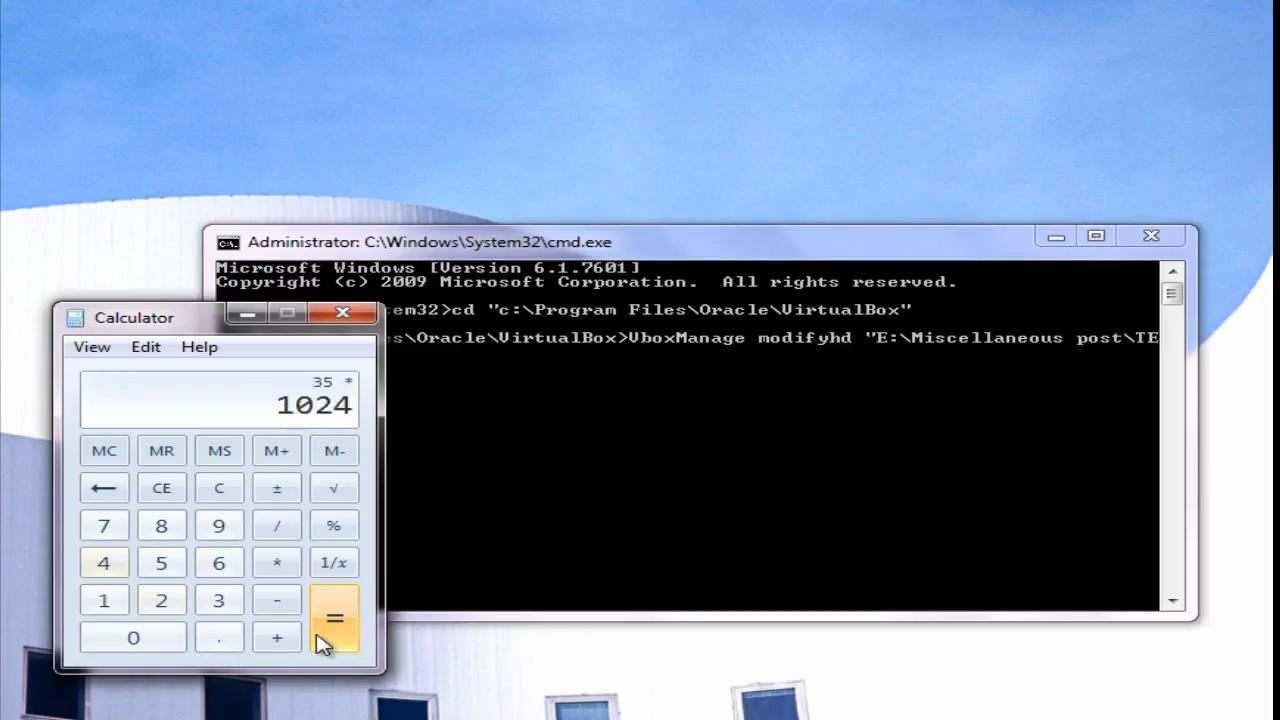 Administrator: C:\Windows\System32\cmd.exe
Microsoft Windows [Version 6.1.7601]
Copyright (c) 2009 Microsoft Corporation.  All rights reserved.
em32>cd "c:\Program Files\Oracle\VirtualBox"
s\Oracle\VirtualBox>VboxManage modifyhd "E:\Miscellaneous post\TE
Calculator
View Edit Help
35 *
1024
MC MR MS M+ M-
← CE C ± √
7 8 9 / %
4 5 6 * 1/x
1 2 3 - =
0 . +